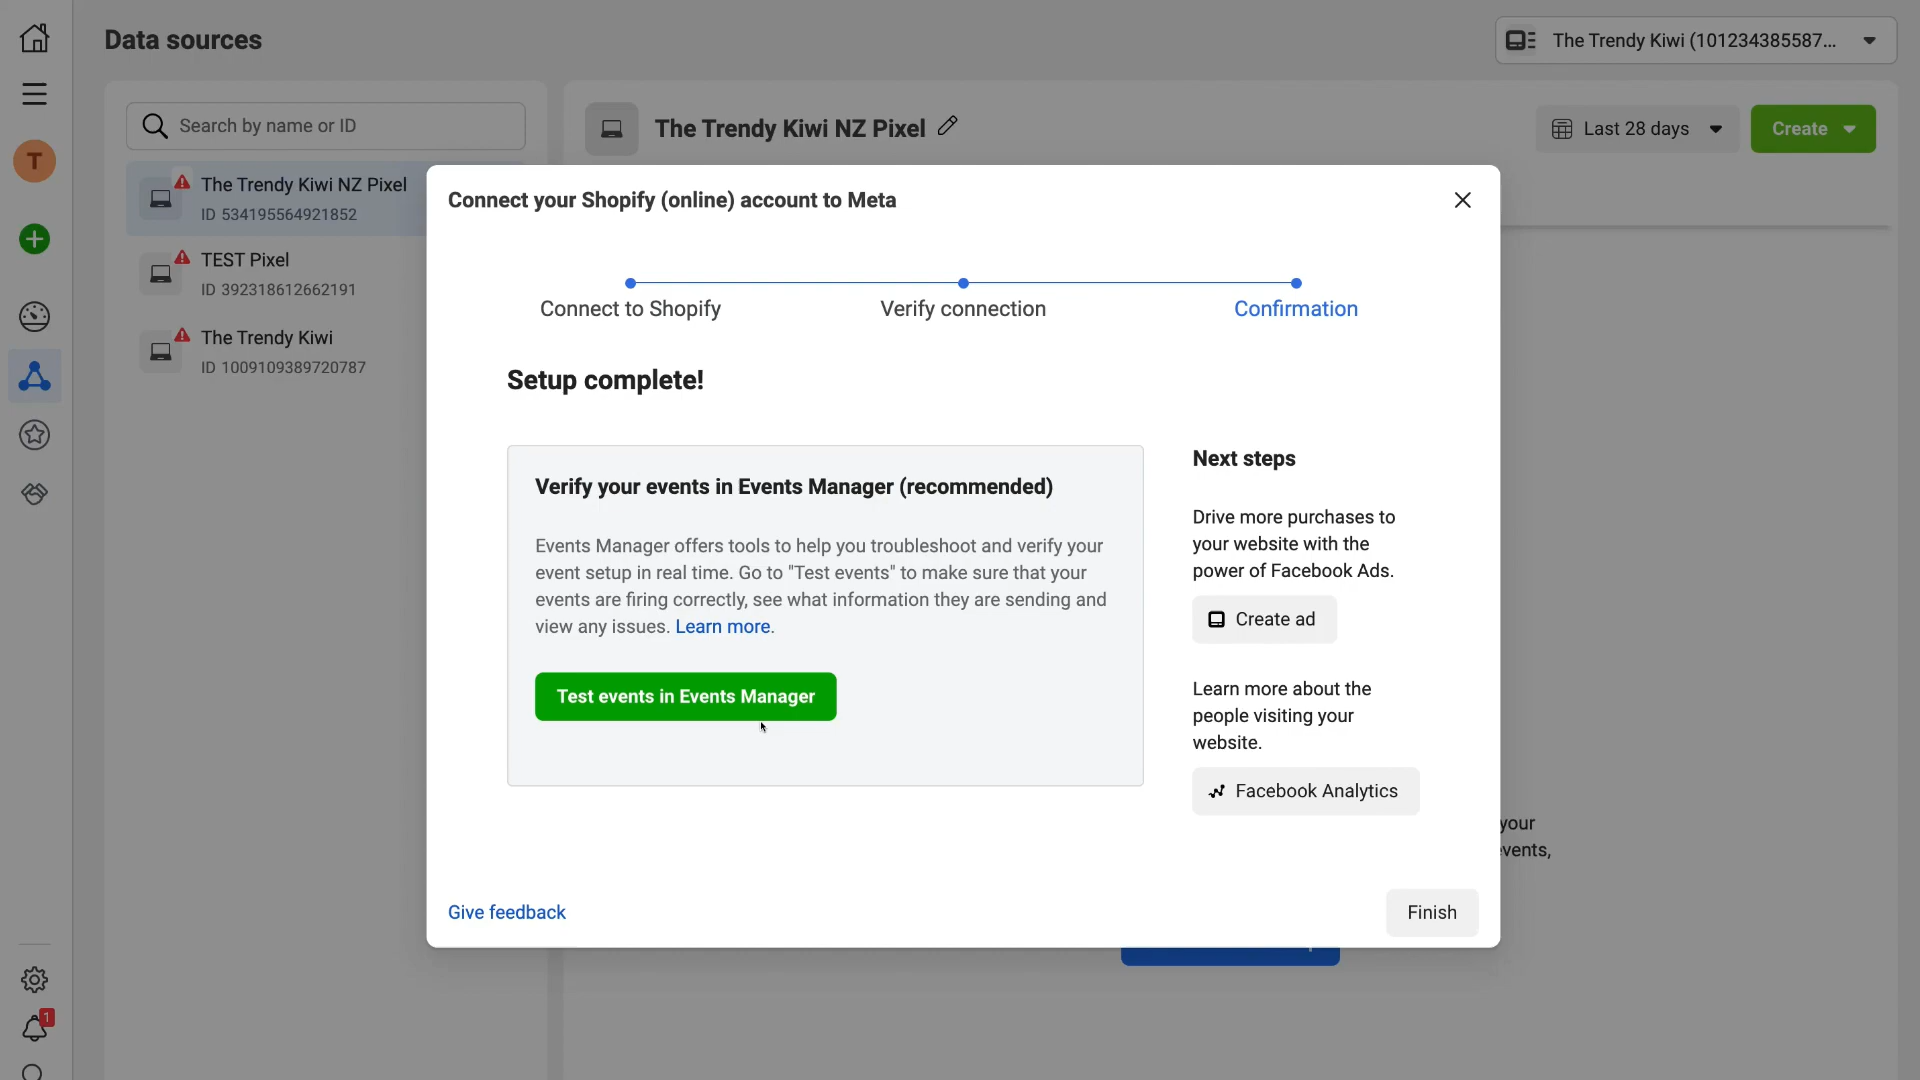 Data sources
The Trendy Kiwi (101234385587...
Search by name or ID
The Trendy Kiwi NZ Pixel
Last 28 days
Create
T
The Trendy Kiwi NZ Pixel
ID 534195564921852
TEST Pixel
ID 392318612662191
The Trendy Kiwi
ID 1009109389720787
Connect your Shopify (online) account to Meta
Connect to Shopify
Verify connection
Confirmation
Setup complete!
Verify your events in Events Manager (recommended)
Events Manager offers tools to help you troubleshoot and verify your
event setup in real time. Go to "Test events" to make sure that your
events are firing correctly, see what information they are sending and
view any issues. Learn more.
Test events in Events Manager
Next steps
Drive more purchases to
your website with the
power of Facebook Ads.
Create ad
Learn more about the
people visiting your
website.
Facebook Analytics
your
events,
Give feedback
Finish
1